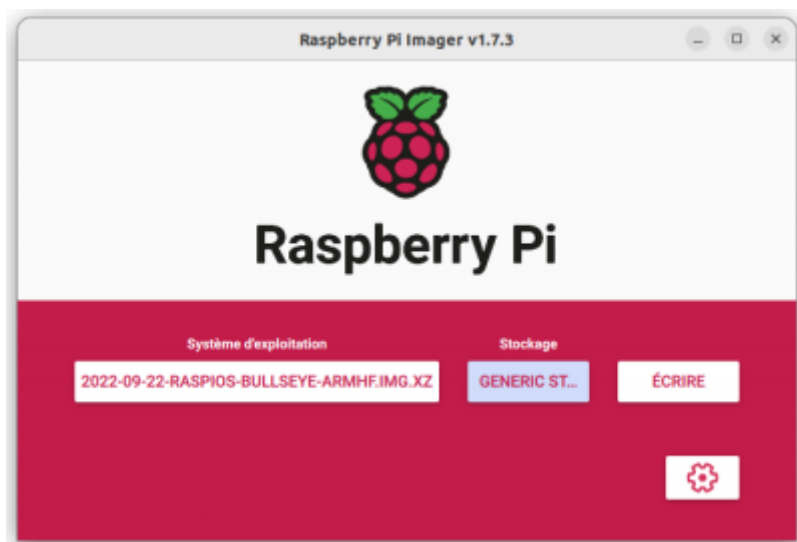 Raspberry Pi Imager v1.7.3
Raspberry Pi
Système d'exploitation
Stockage
2022-09-22-RASPIOS-BULLSEYE-ARMHF.IMG.XZ
GENERIC ST...
ÉCRIRE